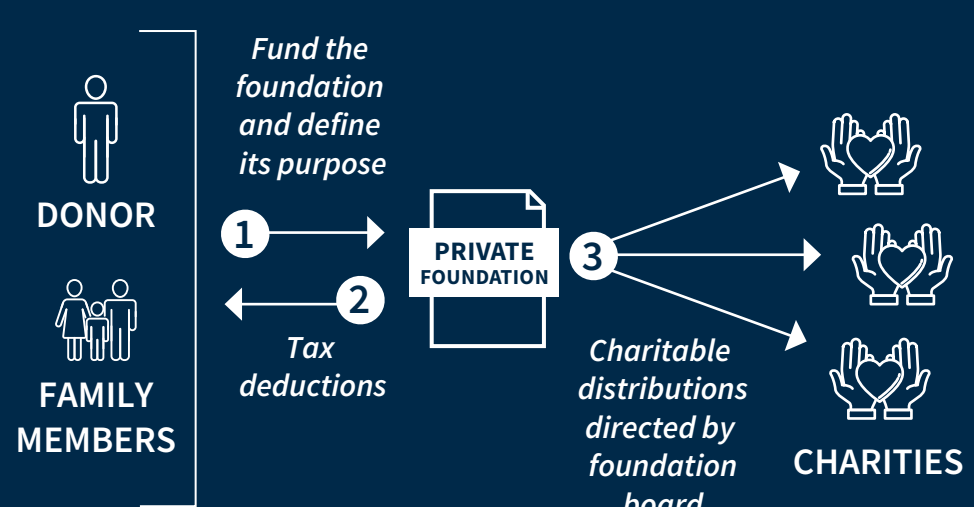 Fund the
foundation
and define
its purpose
DONOR
1
PRIVATE
FOUNDATION
3
2
Tax
deductions
FAMILY
MEMBERS
Charitable
distributions
directed by
foundation
board
CHARITIES